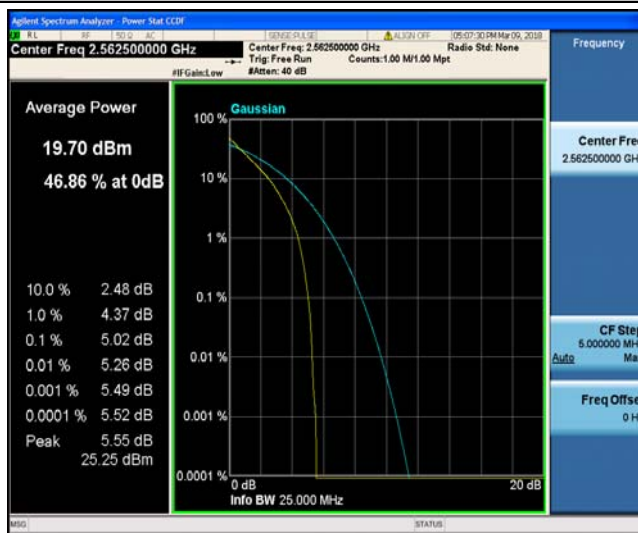 Agilent Spectrum Analyzer - Power Stat CCDF
RL RF 50 Ω AC SENSE:PULSE ALIGN OFF 05:07:30 PM Mar 09, 2018
Center Freq 2.562500000 GHz
Center Freq: 2.562500000 GHz Radio Std: None
Trig: Free Run Counts:1.00 M/1.00 Mpt
#IFGain:Low #Atten: 40 dB
Frequency
Average Power
19.70 dBm
46.86 % at 0dB
10.0 % 2.48 dB
1.0 % 4.37 dB
0.1 % 5.02 dB
0.01 % 5.26 dB
0.001 % 5.49 dB
0.0001 % 5.52 dB
Peak 5.55 dB
25.25 dBm
Gaussian
100 %
10 %
1 %
0.1 %
0.01 %
0.001 %
0.0001 %
0 dB 20 dB
Info BW 25.000 MHz
Center Fre
2.562500000 GH
CF Ste
5.000000 MH
Auto Ma
Freq Offse
0 H
MSG STATUS